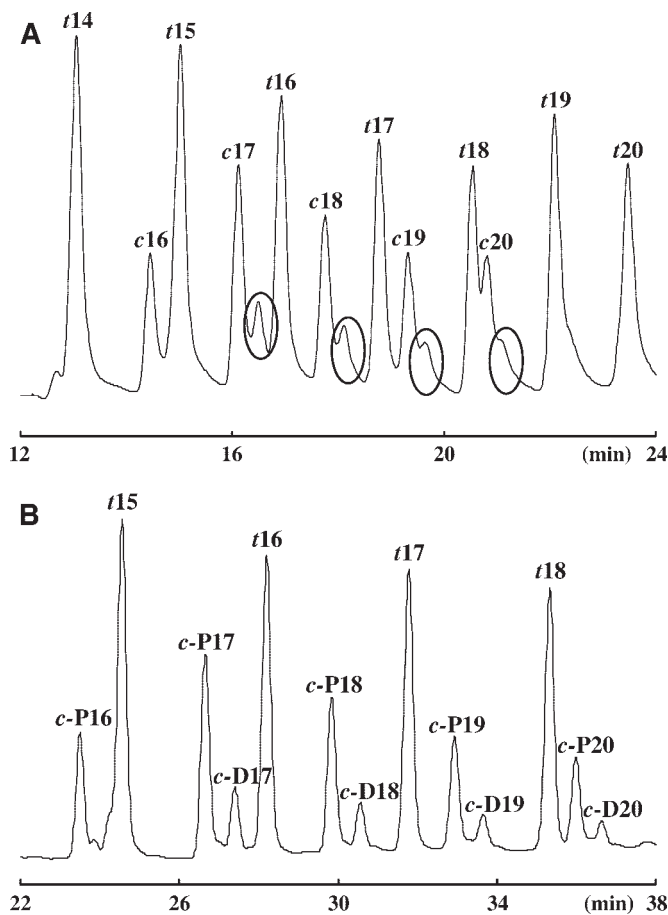 A
t14
t15
t16
t17
t18
t19
t20
c16
c17
c18
c19
c20
12 16 20 (min) 24
B
t15
t16
t17
t18
c-P16
c-P17
c-D17
c-P18
c-D18
c-P19
c-D19
c-P20
c-D20
22 26 30 34 (min) 38